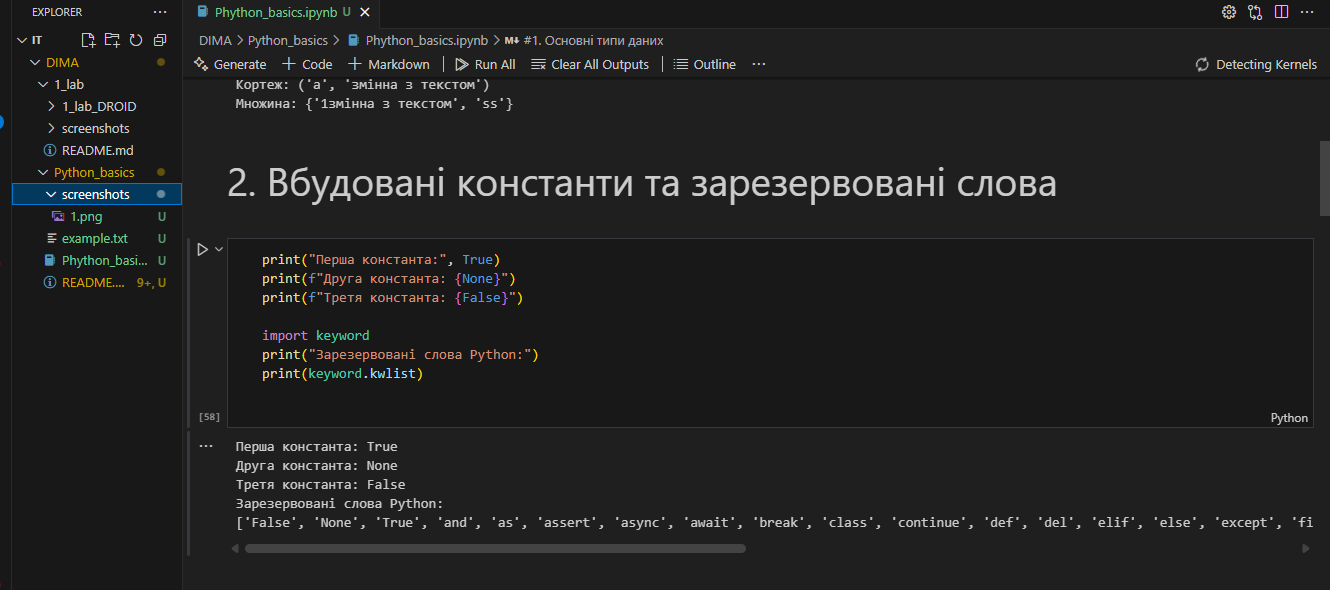 EXPLORER ···
IT
DIMA
1_lab
1_lab_DROID
screenshots
README.md
Python_basics
screenshots
1.png U
example.txt U
Phython_basi... U
README.... 9+, U
Phython_basics.ipynb U
DIMA > Python_basics > Phython_basics.ipynb > M↓ #1. Основні типи даних
Generate + Code + Markdown | Run All Clear All Outputs | Outline ···
Detecting Kernels
Кортеж: ('a', 'змінна з текстом')
Множина: {'1змінна з текстом', 'ss'}
2. Вбудовані константи та зарезервовані слова
print("Перша константа:", True)
print(f"Друга константа: {None}")
print(f"Третя константа: {False}")
import keyword
print("Зарезервовані слова Python:")
print(keyword.kwlist)
[58]
Python
Перша константа: True
Друга константа: None
Третя константа: False
Зарезервовані слова Python:
['False', 'None', 'True', 'and', 'as', 'assert', 'async', 'await', 'break', 'class', 'continue', 'def', 'del', 'elif', 'else', 'except', 'fi